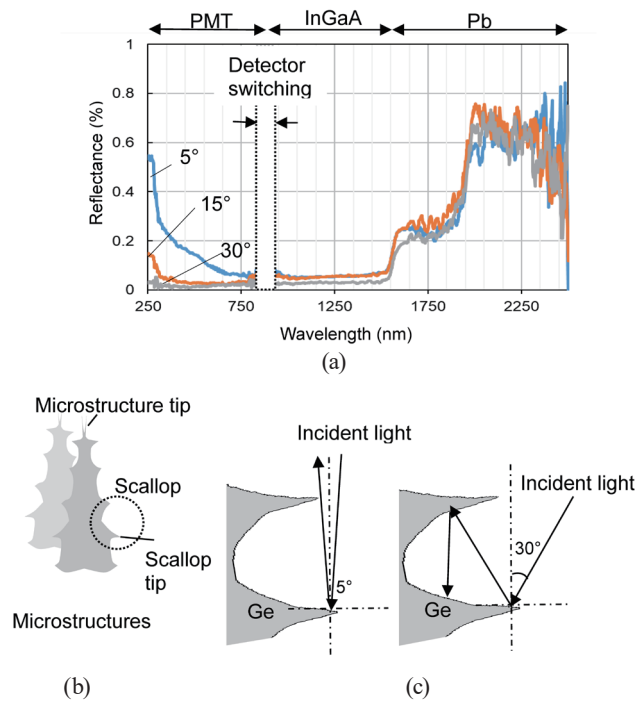 PMT InGaA Pb
1
0.8
0.6
0.4
0.2
0
Reflectance (%)
Detector
switching
5°
15°
30°
250 750 1250 1750 2250
Wavelength (nm)
(a)
Microstructure tip
Scallop
Scallop
tip
Microstructures
(b)
Incident light
5°
Ge
Incident light
30°
Ge
(c)